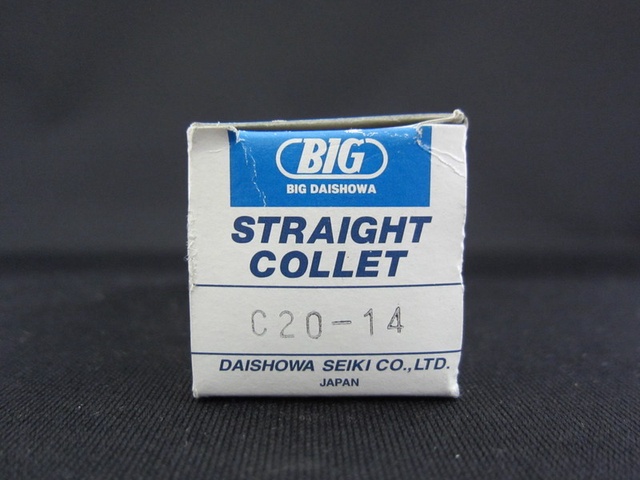 BIG
BIG DAISHOWA
STRAIGHT
COLLET
C20-14
DAISHOWA SEIKI CO.,LTD.
JAPAN